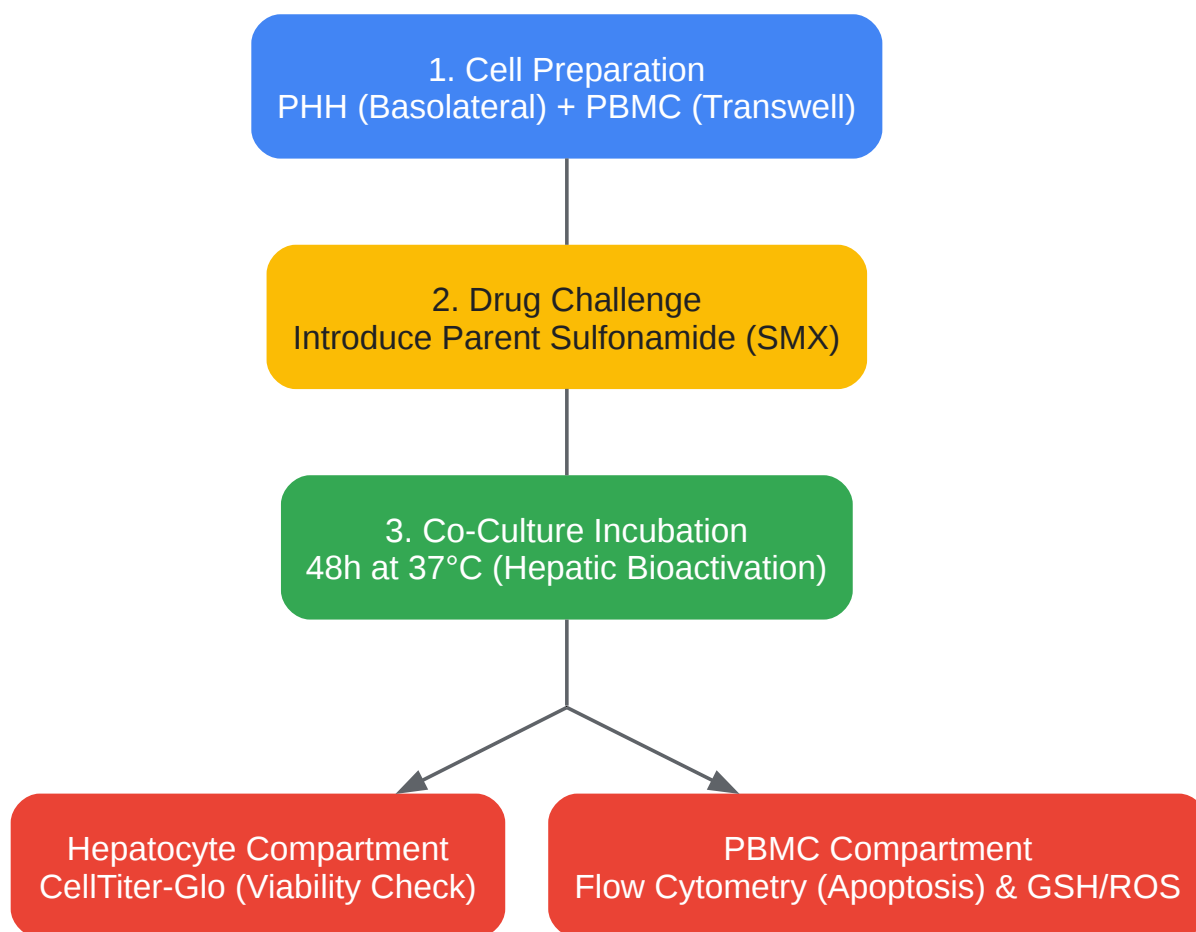 1. Cell Preparation
PHH (Basolateral) + PBMC (Transwell)
2. Drug Challenge
Introduce Parent Sulfonamide (SMX)
3. Co-Culture Incubation
48h at 37°C (Hepatic Bioactivation)
Hepatocyte Compartment
CellTiter-Glo (Viability Check)
PBMC Compartment
Flow Cytometry (Apoptosis) & GSH/ROS